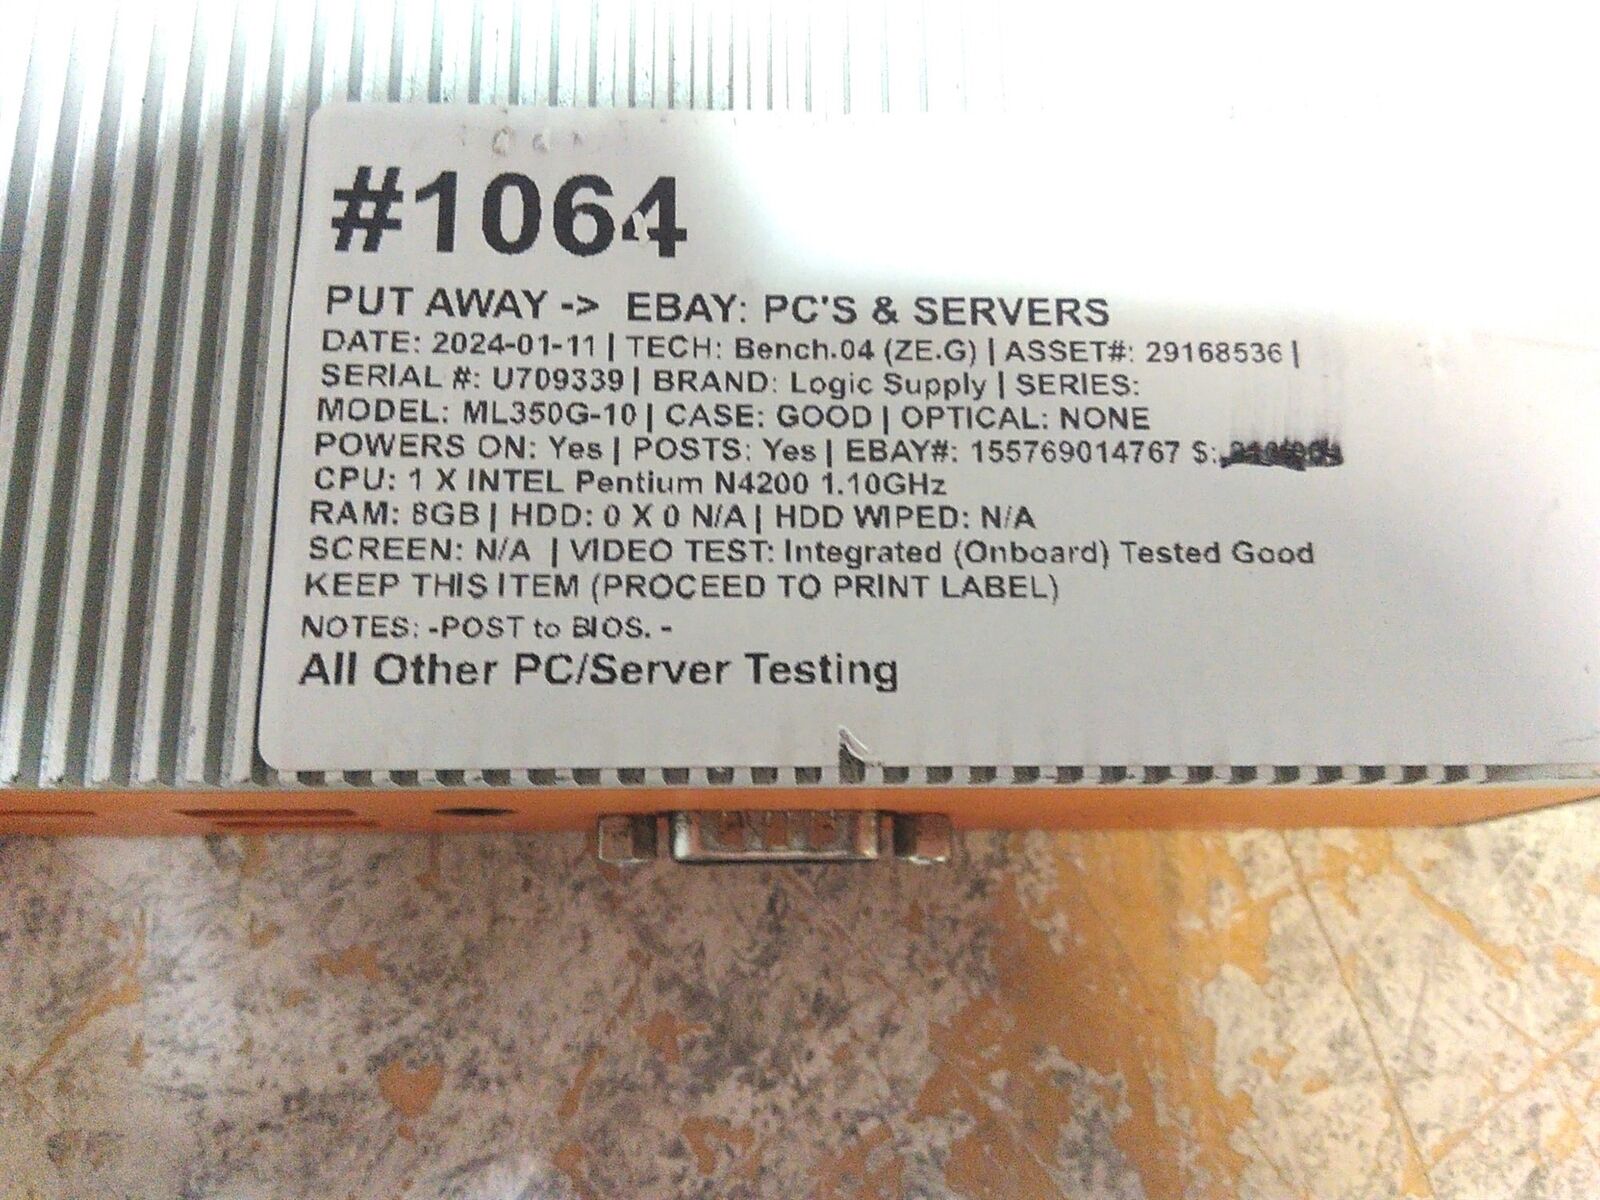 #1064
PUT AWAY -> EBAY: PC'S & SERVERS
DATE: 2024-01-11 | TECH: Bench.04 (ZE.G) | ASSET#: 29168536 |
SERIAL #: U709339 | BRAND: Logic Supply | SERIES:
MODEL: ML350G-10 | CASE: GOOD | OPTICAL: NONE
POWERS ON: Yes | POSTS: Yes | EBAY#: 155769014767 $:
CPU: 1 X INTEL Pentium N4200 1.10GHz
RAM: 8GB | HDD: 0 X 0 N/A | HDD WIPED: N/A
SCREEN: N/A | VIDEO TEST: Integrated (Onboard) Tested Good
KEEP THIS ITEM (PROCEED TO PRINT LABEL)
NOTES: -POST to BIOS. -
All Other PC/Server Testing